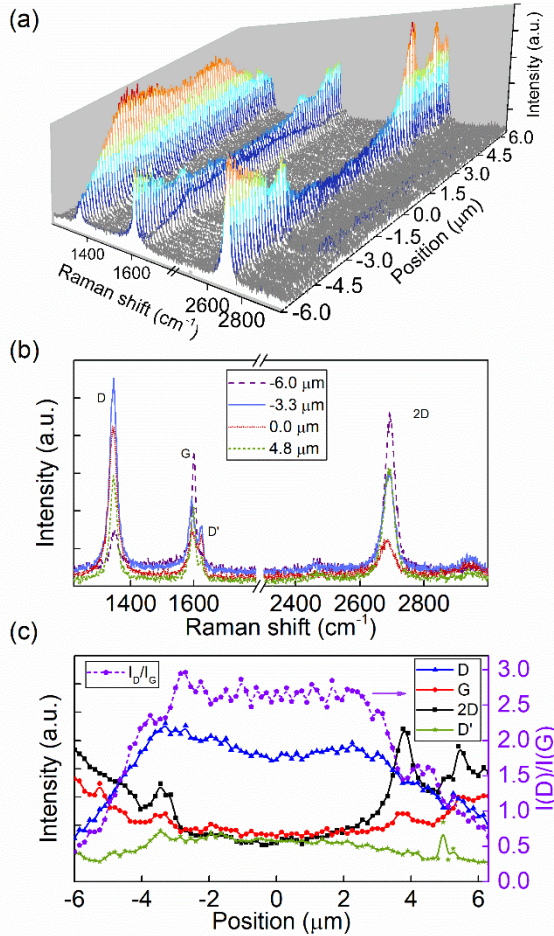 (a)
Intensity (a.u.)
6.0
4.5
3.0
1.5
0.0
-1.5
-3.0
-4.5
-6.0
Position (μm)
1400
1600
2600
2800
Raman shift (cm-1)
(b)
D
G
D'
2D
-6.0 μm
-3.3 μm
0.0 μm
4.8 μm
Intensity (a.u.)
1400 1600 2400 2600 2800
Raman shift (cm-1)
(c)
ID/IG
D
G
2D
D'
Intensity (a.u.)
3.0
2.5
2.0
1.5
1.0
0.5
0.0
I(D)/I(G)
-6 -4 -2 0 2 4 6
Position (μm)